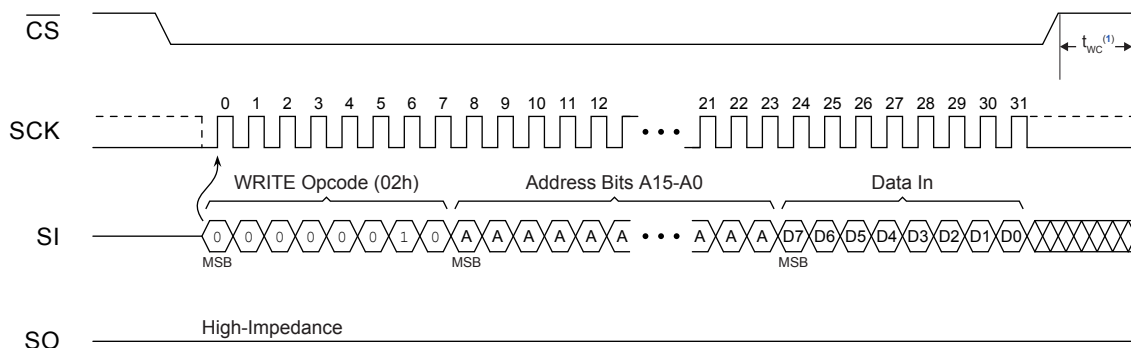 CS
t_WC (1)
0 1 2 3 4 5 6 7 8 9 10 11 12 21 22 23 24 25 26 27 28 29 30 31
SCK
WRITE Opcode (02h) Address Bits A15-A0 Data In
SI 0 0 0 0 0 0 1 0 A A A A A A A A A D7 D6 D5 D4 D3 D2 D1 D0
MSB MSB MSB
High-Impedance
SO